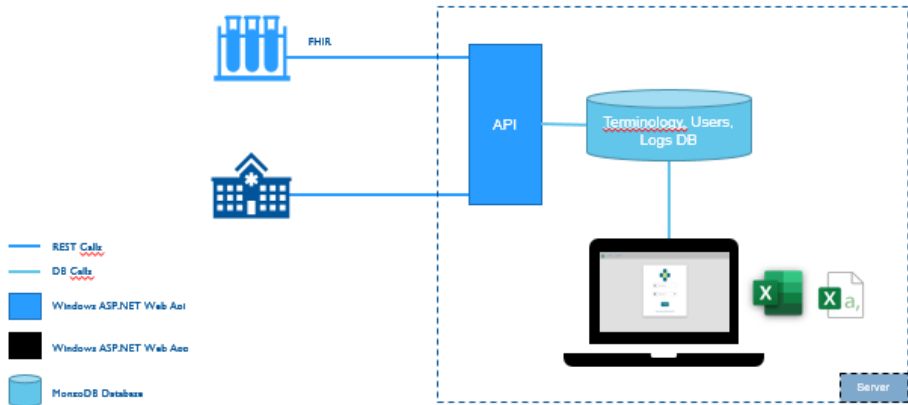 FHIR
API
Terminology, Users,
Logs DB
REST Calls
DB Calls
Windows ASP.NET Web Api
Windows ASP.NET Web App
MongoDB Database
X
X
a,
Server